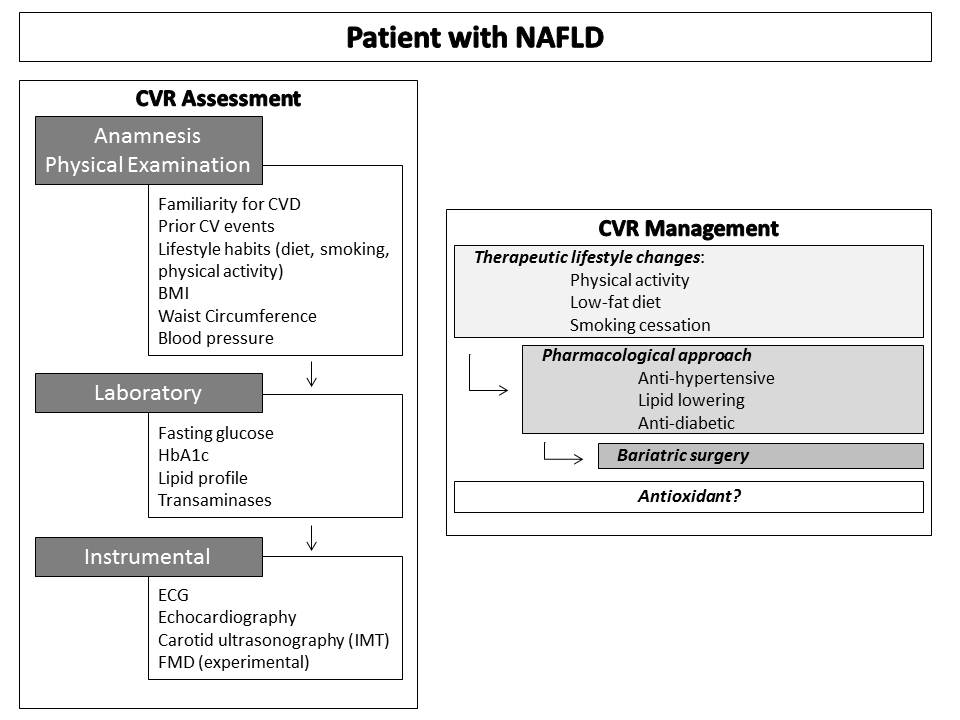 Patient with NAFLD
CVR Assessment
Anamnesis
Physical Examination
Familiarity for CVD
Prior CV events
Lifestyle habits (diet, smoking,
physical activity)
BMI
Waist Circumference
Blood pressure
Laboratory
Fasting glucose
HbA1c
Lipid profile
Transaminases
Instrumental
ECG
Echocardiography
Carotid ultrasonography (IMT)
FMD (experimental)
CVR Management
Therapeutic lifestyle changes:
Physical activity
Low-fat diet
Smoking cessation
Pharmacological approach
Anti-hypertensive
Lipid lowering
Anti-diabetic
Bariatric surgery
Antioxidant?